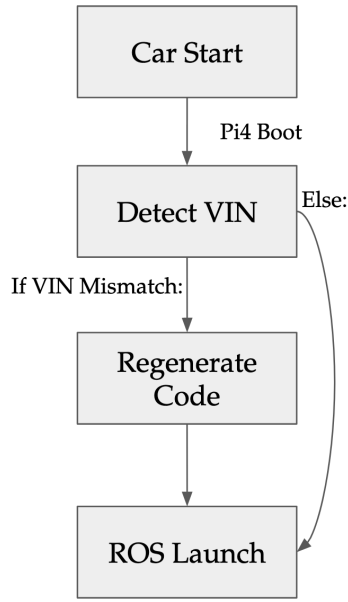 Car Start
Pi4 Boot
Detect VIN
Else:
If VIN Mismatch:
Regenerate
Code
ROS Launch